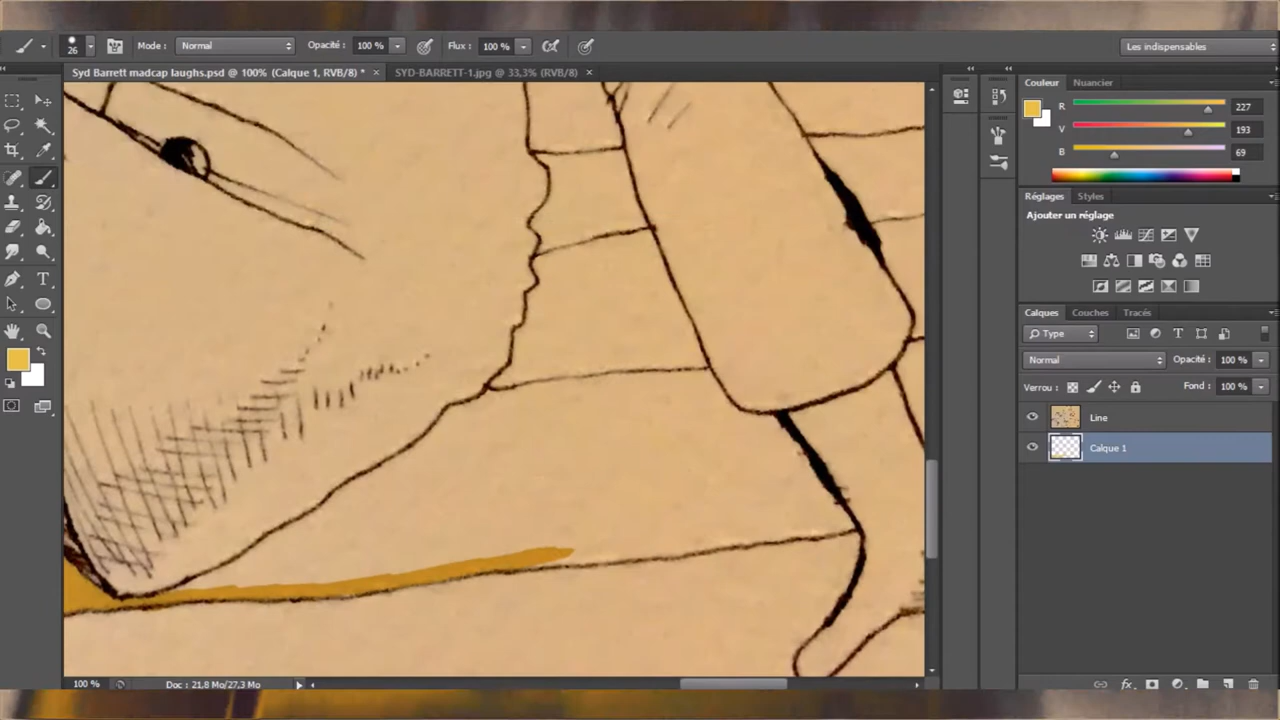 26 Mode : Normal Opacité : 100 % Flux : 100 % Les indispensables
Syd Barrett madcap laughs.psd @ 100% (Calque 1, RVB/8) * × SYD-BARRETT-1.jpg @ 33,3% (RVB/8) ×
Couleur Nuancier
R 227
V 193
B 69
Réglages Styles
Ajouter un réglage
Calques Couches Tracés
Type
Normal Opacité : 100 %
Verrou : Fond : 100 %
Line
Calque 1
100 % Doc : 21,8 Mo/27,3 Mo